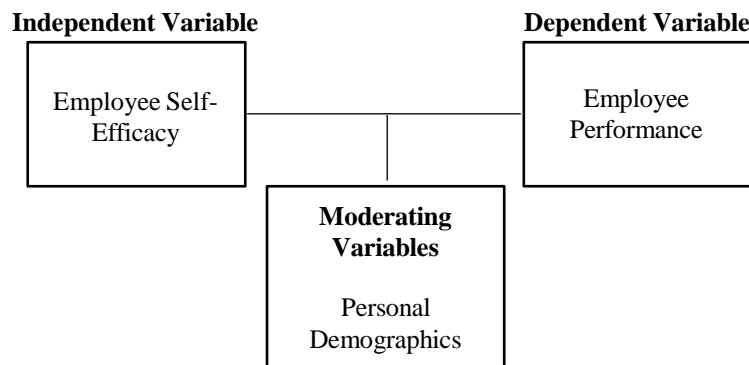 Independent Variable
Dependent Variable
Employee Self-
Efficacy
Employee
Performance
Moderating
Variables
Personal
Demographics